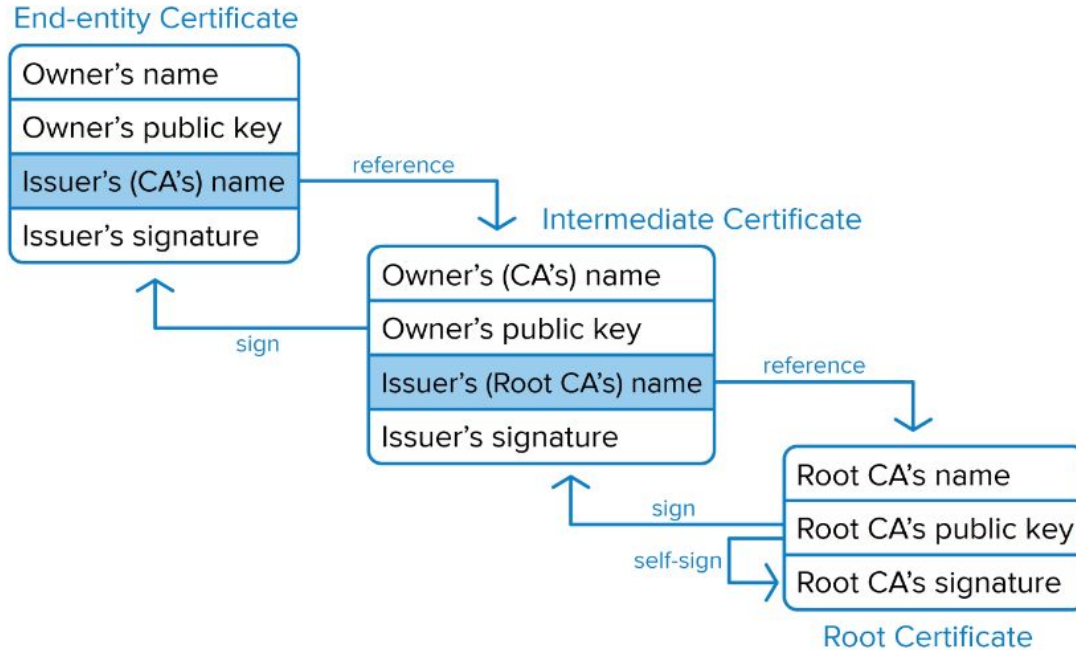 End-entity Certificate
Owner’s name
Owner’s public key
Issuer’s (CA’s) name
Issuer’s signature
reference
sign
Intermediate Certificate
Owner’s (CA’s) name
Owner’s public key
Issuer’s (Root CA’s) name
Issuer’s signature
reference
sign
self-sign
Root CA’s name
Root CA’s public key
Root CA’s signature
Root Certificate